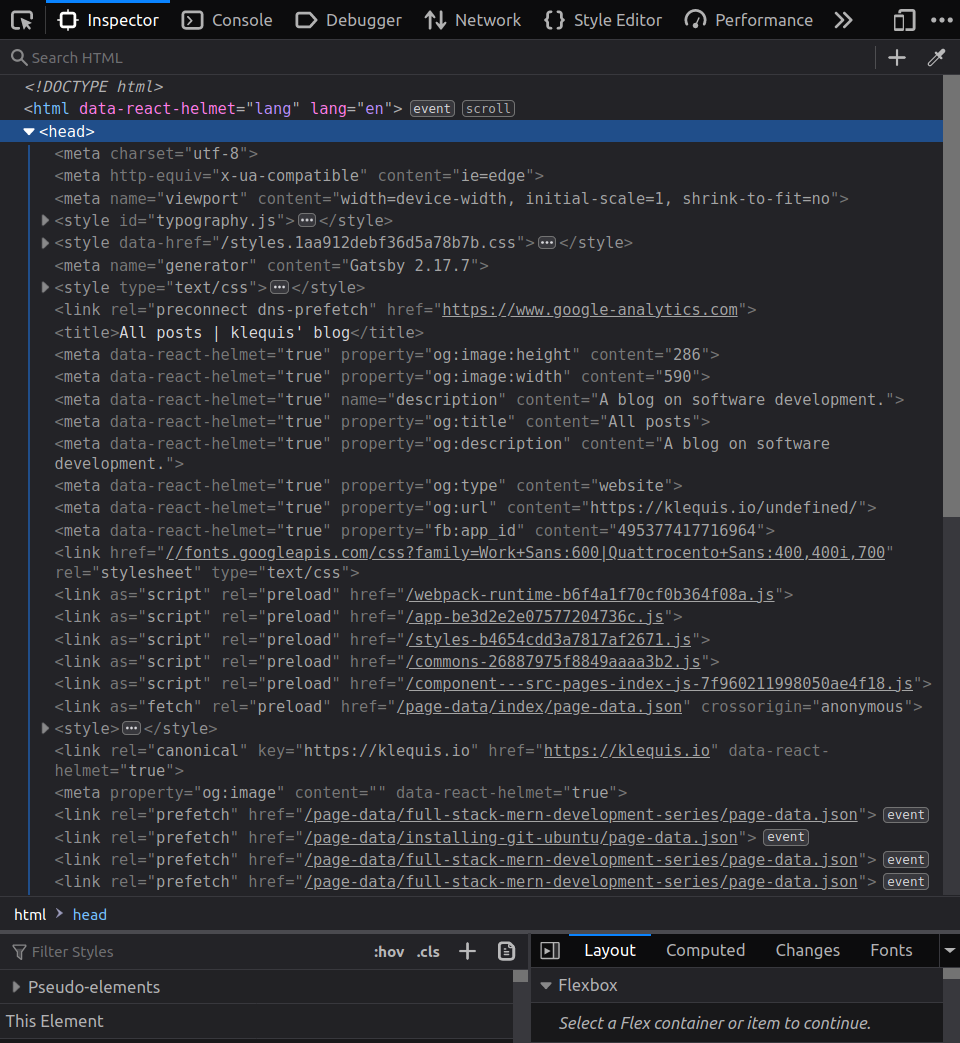 Inspector Console Debugger Network Style Editor Performance
Search HTML
<!DOCTYPE html>
<html data-react-helmet="lang" lang="en"> event scroll
<head>
<meta charset="utf-8">
<meta http-equiv="x-ua-compatible" content="ie=edge">
<meta name="viewport" content="width=device-width, initial-scale=1, shrink-to-fit=no">
<style id="typography.js">···</style>
<style data-href="/styles.1aa912debf36d5a78b7b.css">···</style>
<meta name="generator" content="Gatsby 2.17.7">
<style type="text/css">···</style>
<link rel="preconnect dns-prefetch" href="https://www.google-analytics.com">
<title>All posts | klequis' blog</title>
<meta data-react-helmet="true" property="og:image:height" content="286">
<meta data-react-helmet="true" property="og:image:width" content="590">
<meta data-react-helmet="true" name="description" content="A blog on software development.">
<meta data-react-helmet="true" property="og:title" content="All posts">
<meta data-react-helmet="true" property="og:description" content="A blog on software
development.">
<meta data-react-helmet="true" property="og:type" content="website">
<meta data-react-helmet="true" property="og:url" content="https://klequis.io/undefined/">
<meta data-react-helmet="true" property="fb:app_id" content="495377417716964">
<link href="//fonts.googleapis.com/css?family=Work+Sans:600|Quattrocento+Sans:400,400i,700"
rel="stylesheet" type="text/css">
<link as="script" rel="preload" href="/webpack-runtime-b6f4a1f70cf0b364f08a.js">
<link as="script" rel="preload" href="/app-be3d2e2e07577204736c.js">
<link as="script" rel="preload" href="/styles-b4654cdd3a7817af2671.js">
<link as="script" rel="preload" href="/commons-26887975f8849aaaa3b2.js">
<link as="script" rel="preload" href="/component---src-pages-index-js-7f960211998050ae4f18.js">
<link as="fetch" rel="preload" href="/page-data/index/page-data.json" crossorigin="anonymous">
<style>···</style>
<link rel="canonical" key="https://klequis.io" href="https://klequis.io" data-react-
helmet="true">
<meta property="og:image" content="" data-react-helmet="true">
<link rel="prefetch" href="/page-data/full-stack-mern-development-series/page-data.json"> event
<link rel="prefetch" href="/page-data/installing-git-ubuntu/page-data.json"> event
<link rel="prefetch" href="/page-data/full-stack-mern-development-series/page-data.json"> event
<link rel="prefetch" href="/page-data/full-stack-mern-development-series/page-data.json"> event
html > head
Filter Styles :hov .cls +
Layout Computed Changes Fonts
Pseudo-elements
Flexbox
This Element
Select a Flex container or item to continue.